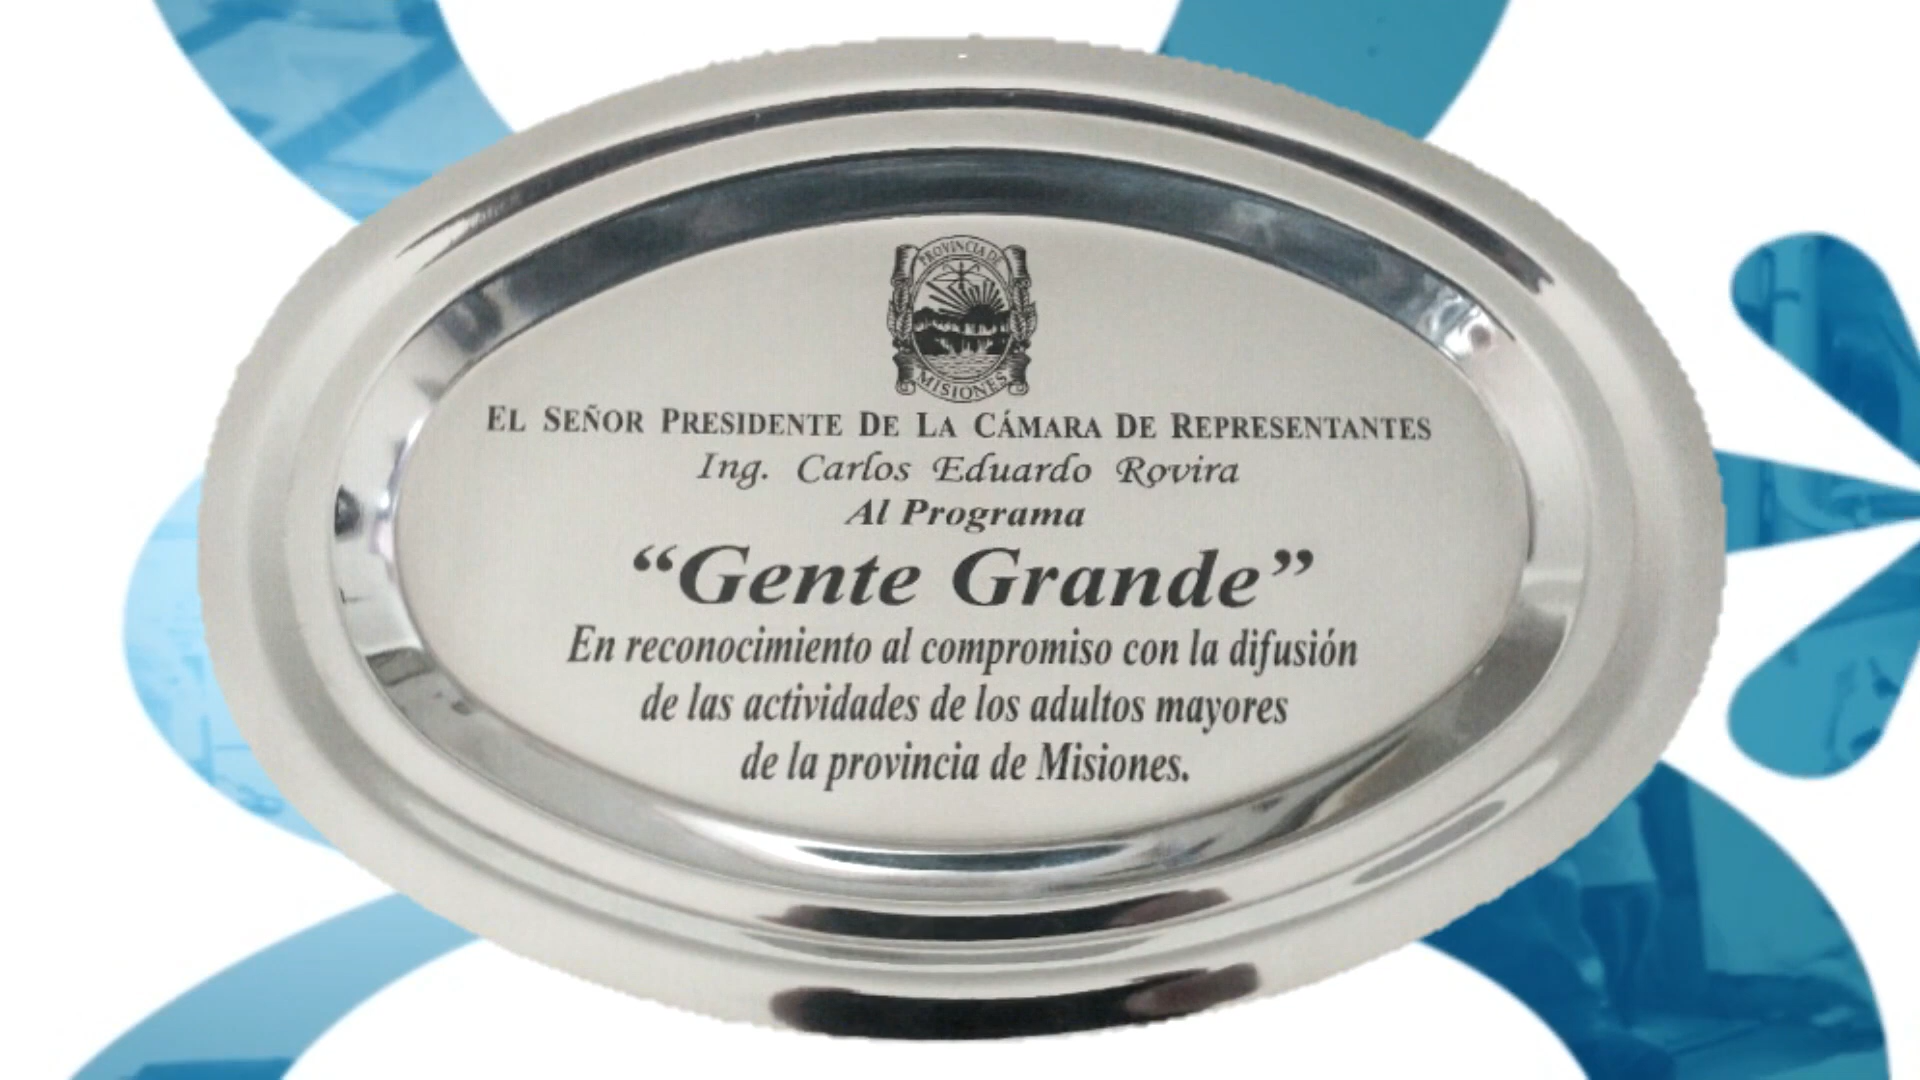 PROVINCIA DE
MISIONES
EL SEÑOR PRESIDENTE DE LA CÁMARA DE REPRESENTANTES
Ing. Carlos Eduardo Rovira
Al Programa
“Gente Grande”
En reconocimiento al compromiso con la difusión
de las actividades de los adultos mayores
de la provincia de Misiones.